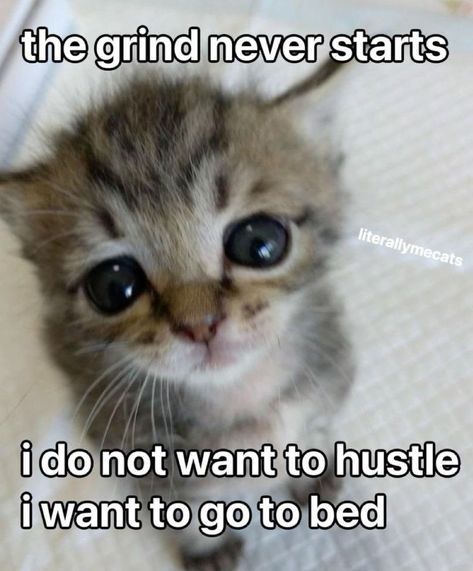 the grind never starts
literallymecats
i do not want to hustle
i want to go to bed